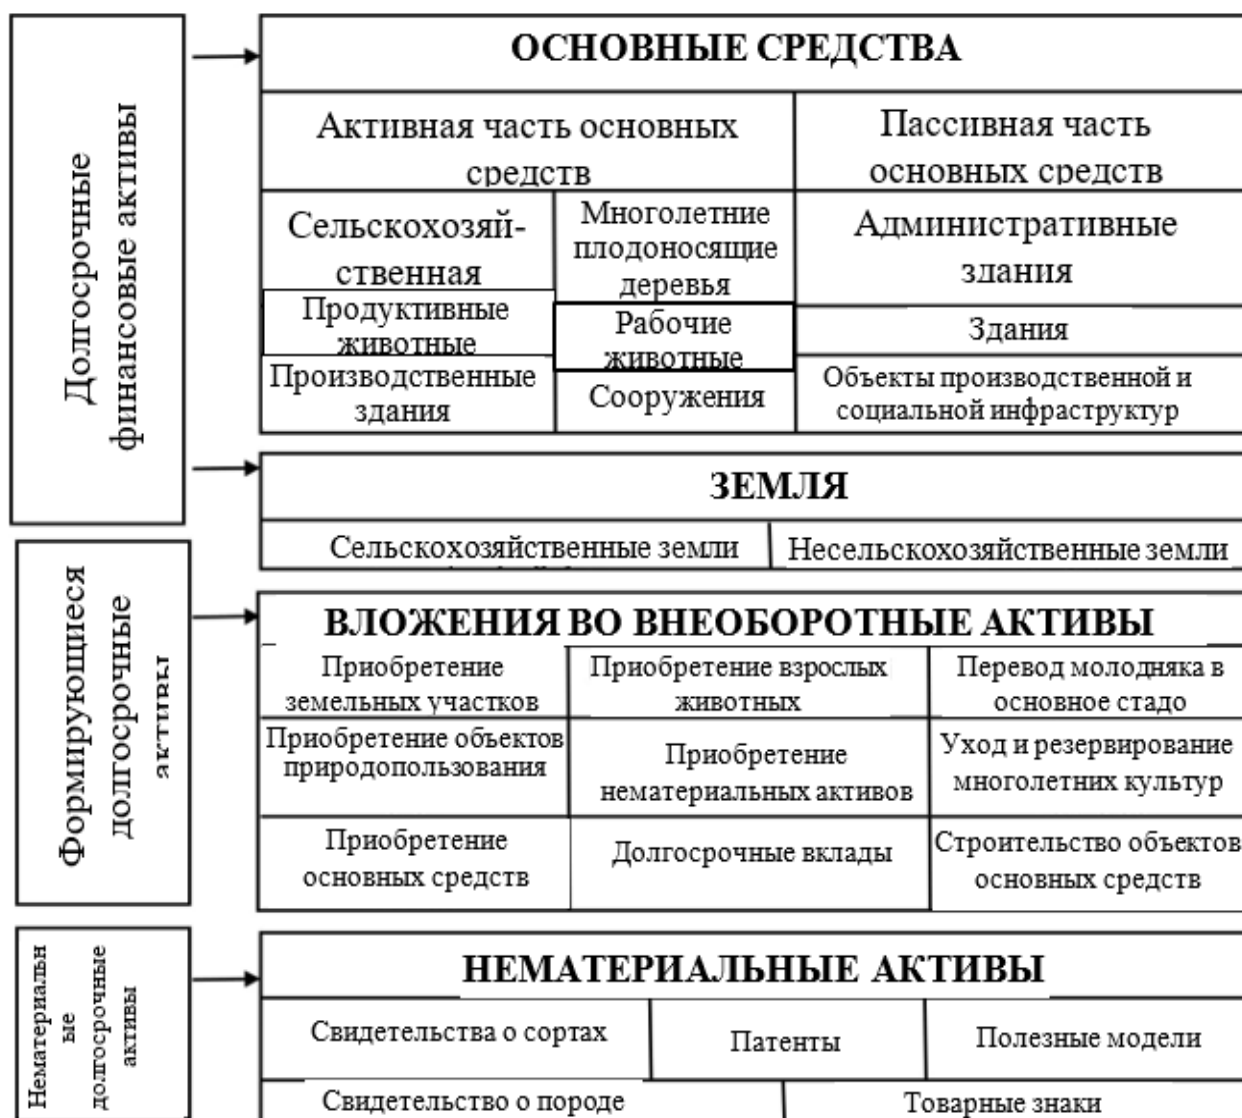 Долгосрочные
финансовые активы
ОСНОВНЫЕ СРЕДСТВА
Активная часть основных
средств
Пассивная часть
основных средств
Сельскохозяй-
ственная
Многолетние
плодоносящие
деревья
Административные
здания
Продуктивные
животные
Рабочие
животные
Здания
Производственные
здания
Сооружения
Объекты производственной и
социальной инфраструктур
ЗЕМЛЯ
Сельскохозяйственные земли
Несельскохозяйственные земли
Формирующиеся
долгосрочные
активы
ВЛОЖЕНИЯ ВО ВНЕОБОРОТНЫЕ АКТИВЫ
Приобретение
земельных участков
Приобретение взрослых
животных
Перевод молодняка в
основное стадо
Приобретение объектов
природопользования
Приобретение
нематериальных активов
Уход и резервирование
многолетних культур
Приобретение
основных средств
Долгосрочные вклады
Строительство объектов
основных средств
Нематериальн
ые
долгосрочные
активы
НЕМАТЕРИАЛЬНЫЕ АКТИВЫ
Свидетельства о сортах
Патенты
Полезные модели
Свидетельство о породе
Товарные знаки